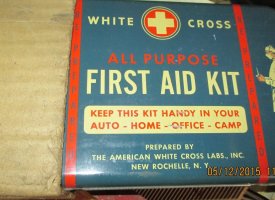 WHITE CROSS
ALL PURPOSE
FIRST AID KIT
KEEP THIS KIT HANDY IN YOUR
AUTO - HOME - OFFICE - CAMP
PREPARED BY
THE AMERICAN WHITE CROSS LABS., INC.
NEW ROCHELLE, N. Y.
05/12/2015